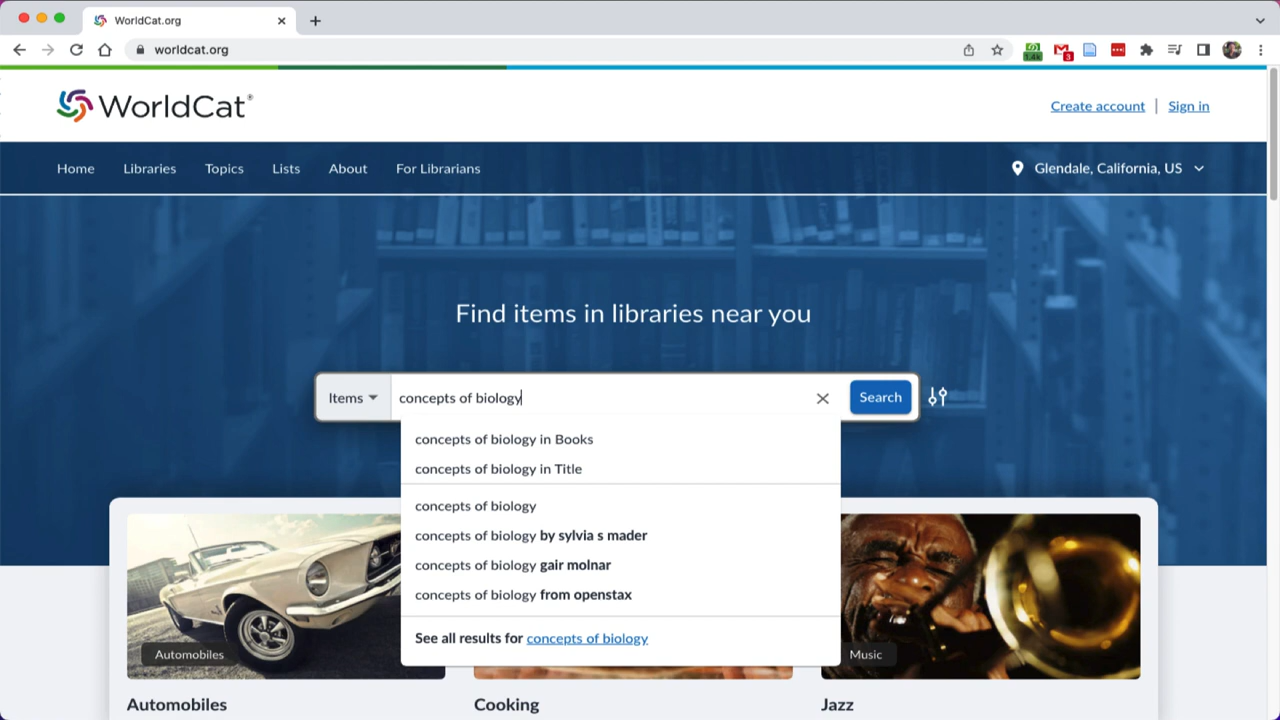 WorldCat.org
worldcat.org
1.4k
3
WorldCat®
Create account | Sign in
Home Libraries Topics Lists About For Librarians
Glendale, California, US
Find items in libraries near you
Items
concepts of biology
Search
concepts of biology in Books
concepts of biology in Title
concepts of biology
concepts of biology by sylvia s mader
concepts of biology gair molnar
concepts of biology from openstax
See all results for concepts of biology
Automobiles
Music
Automobiles
Cooking
Jazz